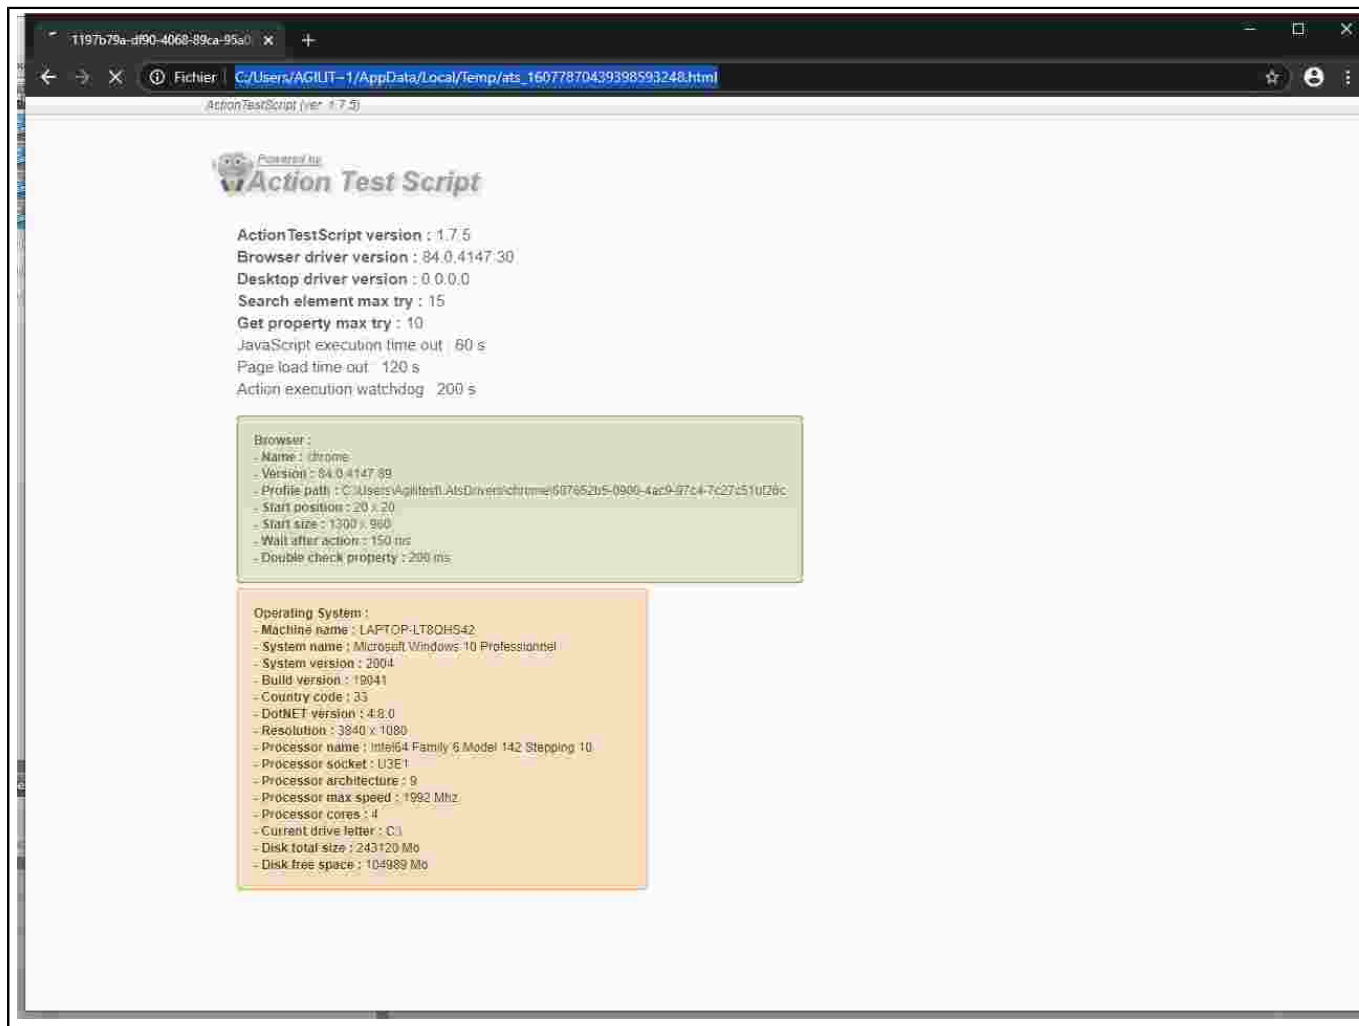 1197b79a-df90-4068-89ca-95a0
Fichier C:/Users/AGILIT~1/AppData/Local/Temp/ats_16077870439398593248.html
ActionTestScript (ver. 1.7.5)
Powered by
Action Test Script
ActionTestScript version : 1.7.5
Browser driver version : 84.0.4147.30
Desktop driver version : 0.0.0.0
Search element max try : 15
Get property max try : 10
JavaScript execution time out : 60 s
Page load time out : 120 s
Action execution watchdog : 200 s
Browser :
- Name : chrome
- Version : 84.0.4147.89
- Profile path :
- Start position : 20 x 20
- Start size : 1300 x 960
- Wait after action : 150 ms
- Double check property : 200 ms
Operating System :
- Machine name :
- System name : Microsoft Windows 10 Professionnel
- System version : 2004
- Build version : 19041
- Country code : 33
- DotNET version : 4.8.0
- Resolution : 3840 x 1080
- Processor name : Intel64 Family 6 Model 142 Stepping 10
- Processor socket : U3E1
- Processor architecture : 9
- Processor max speed : 1992 Mhz
- Processor cores : 4
- Current drive letter : C:\
- Disk total size : 243120 Mo
- Disk free space : 104989 Mo